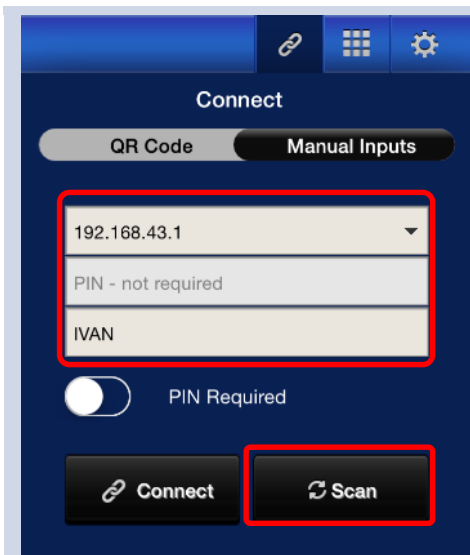 Connect
QR Code Manual Inputs
192.168.43.1
PIN - not required
IVAN
PIN Required
Connect Scan